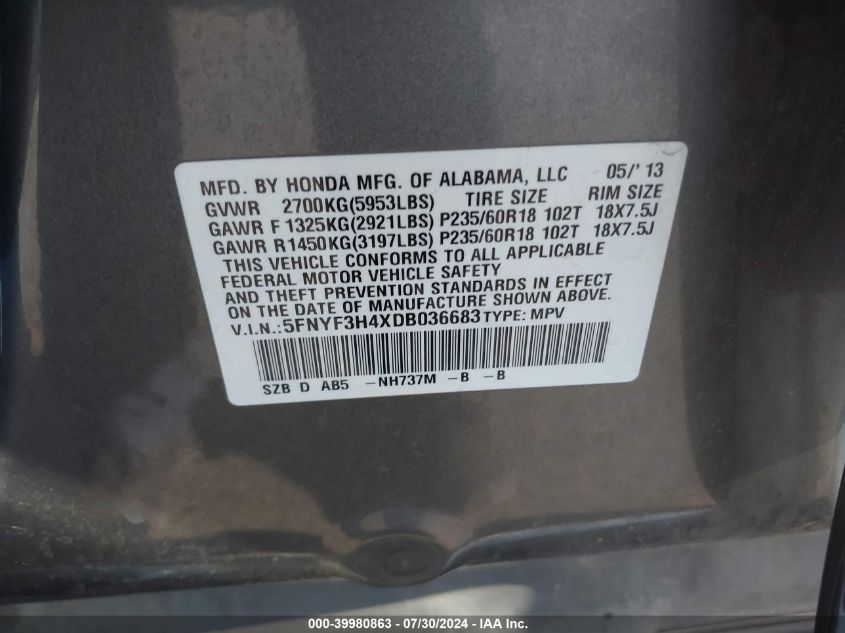 MFD. BY HONDA MFG. OF ALABAMA, LLC 05/' 13
GVWR 2700KG(5953LBS) TIRE SIZE RIM SIZE
GAWR F 1325KG(2921LBS) P235/60R18 102T 18X7.5J
GAWR R1450KG(3197LBS) P235/60R18 102T 18X7.5J
THIS VEHICLE CONFORMS TO ALL APPLICABLE
FEDERAL MOTOR VEHICLE SAFETY
AND THEFT PREVENTION STANDARDS IN EFFECT
ON THE DATE OF MANUFACTURE SHOWN ABOVE.
V.I.N.:5FNYF3H4XDB036683 TYPE: MPV
SZB D AB5 -NH737M -B -B
000-39980863 - 07/30/2024 - IAA Inc.